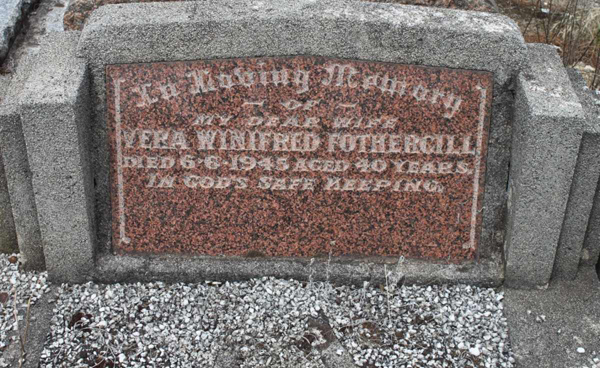 In Loving Memory
— OF —
MY DEAR WIFE
VERA WINIFRED FOTHERGILL
DIED 6-6-1945 AGED 40 YEARS.
IN GOD'S SAFE KEEPING.